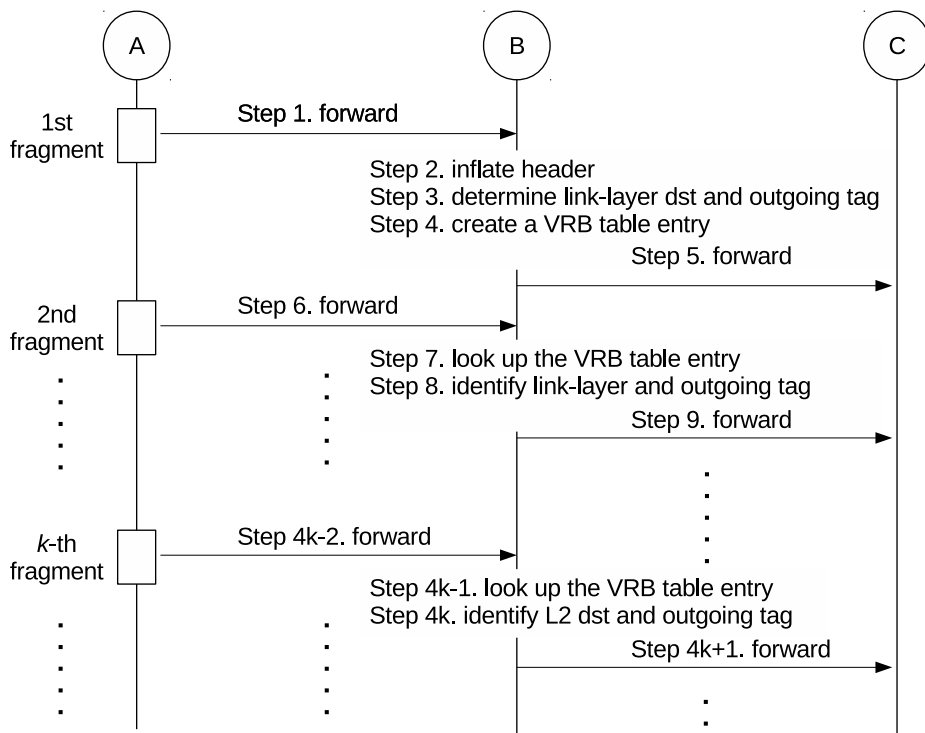 A
B
C
1st
fragment
Step 1. forward
Step 2. inflate header
Step 3. determine link-layer dst and outgoing tag
Step 4. create a VRB table entry
Step 5. forward
2nd
fragment
Step 6. forward
Step 7. look up the VRB table entry
Step 8. identify link-layer and outgoing tag
Step 9. forward
k-th
fragment
Step 4k-2. forward
Step 4k-1. look up the VRB table entry
Step 4k. identify L2 dst and outgoing tag
Step 4k+1. forward